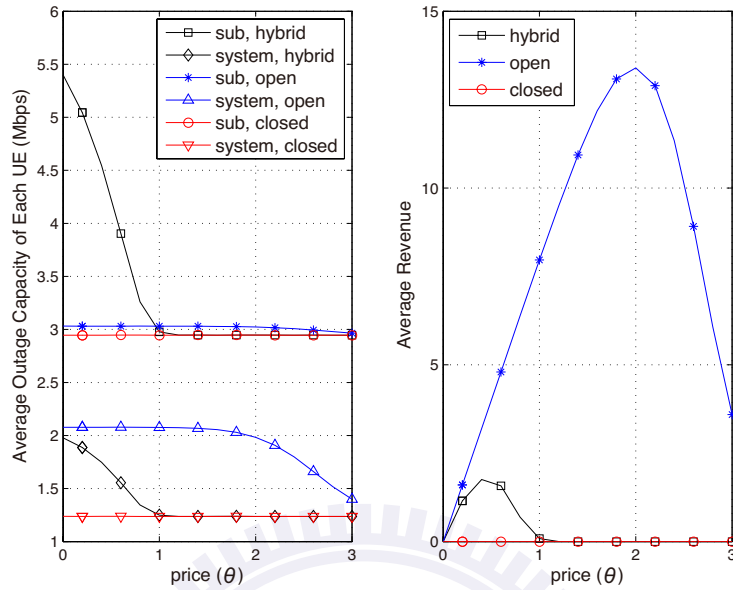 sub, hybrid
system, hybrid
sub, open
system, open
sub, closed
system, closed
Average Outage Capacity of Each UE (Mbps)
6
5.5
5
4.5
4
3.5
3
2.5
2
1.5
1
0
1
2
3
price (θ)
hybrid
open
closed
Average Revenue
15
10
5
0
0
1
2
3
price (θ)